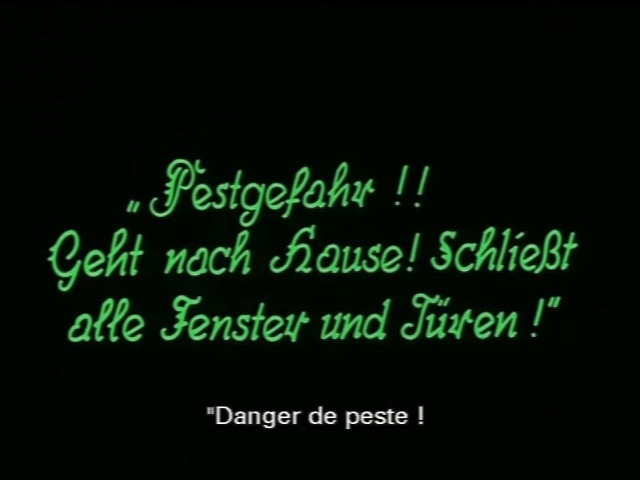 „Pestgefahr !!
Geht nach Hause! Schließt
alle Fenster und Türen!”
"Danger de peste !